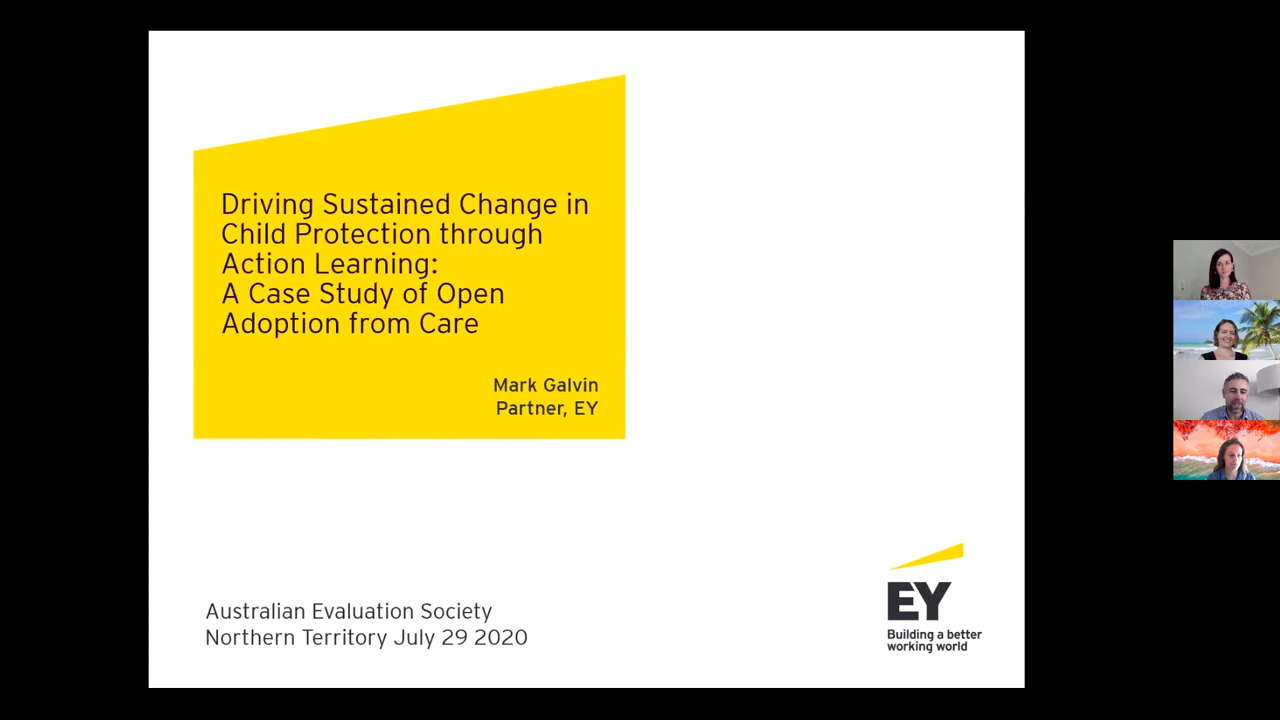 Driving Sustained Change in
Child Protection through
Action Learning:
A Case Study of Open
Adoption from Care
Mark Galvin
Partner, EY
Australian Evaluation Society
Northern Territory July 29 2020
EY
Building a better
working world